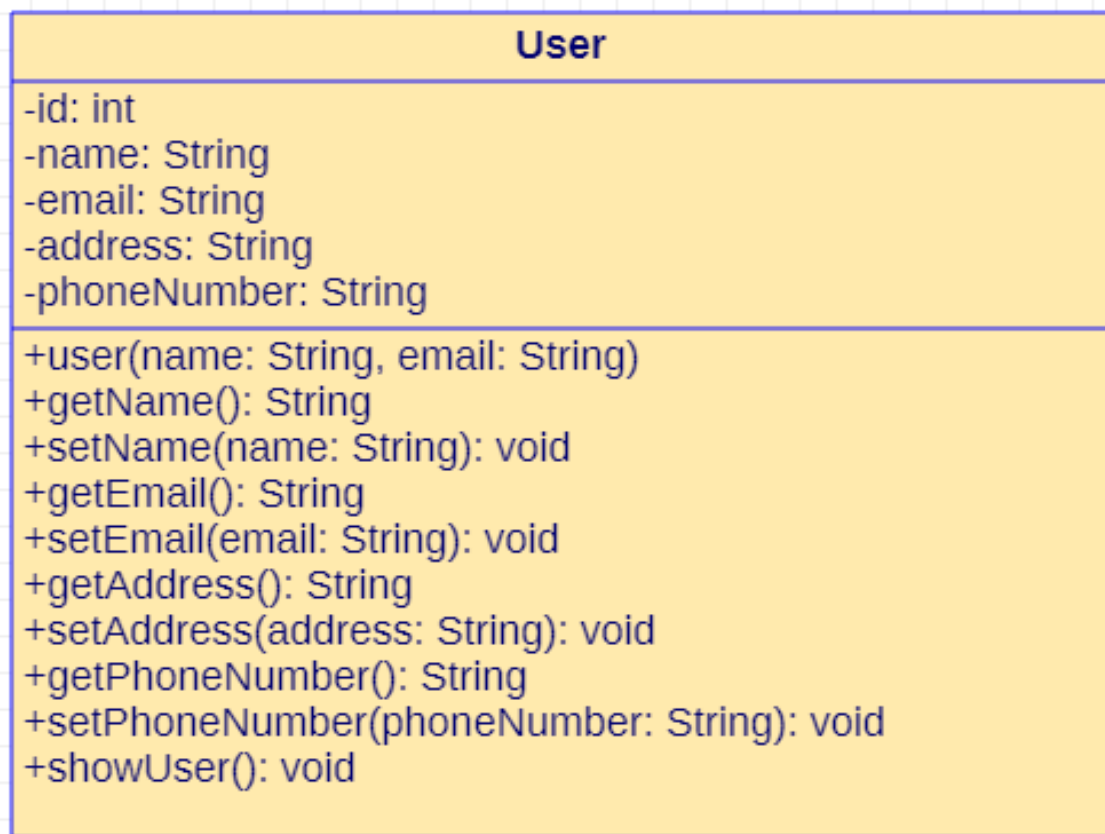 User
-id: int
-name: String
-email: String
-address: String
-phoneNumber: String
+user(name: String, email: String)
+getName(): String
+setName(name: String): void
+getEmail(): String
+setEmail(email: String): void
+getAddress(): String
+setAddress(address: String): void
+getPhoneNumber(): String
+setPhoneNumber(phoneNumber: String): void
+showUser(): void